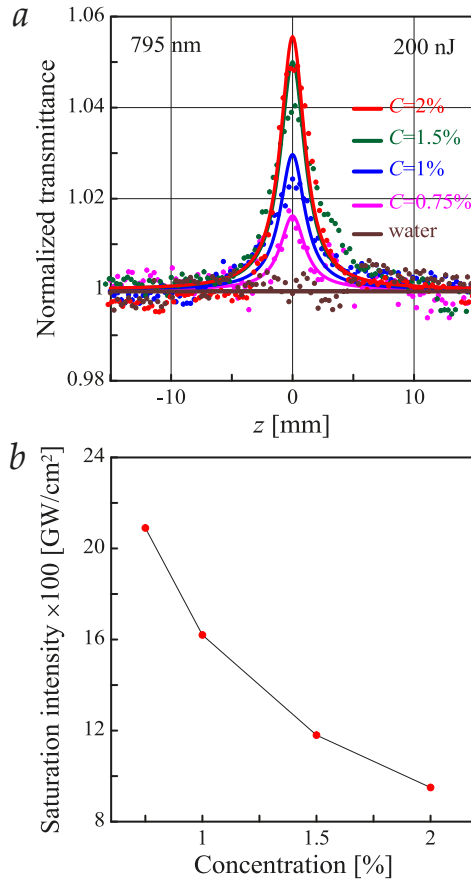 a
1.06
795 nm
200 nJ
1.04
C=2%
C=1.5%
1.02
C=1%
C=0.75%
water
1
0.98
Normalized transmittance
-10
0
10
z [mm]
b
24
20
16
12
8
Saturation intensity ×100 [GW/cm²]
1
1.5
2
Concentration [%]